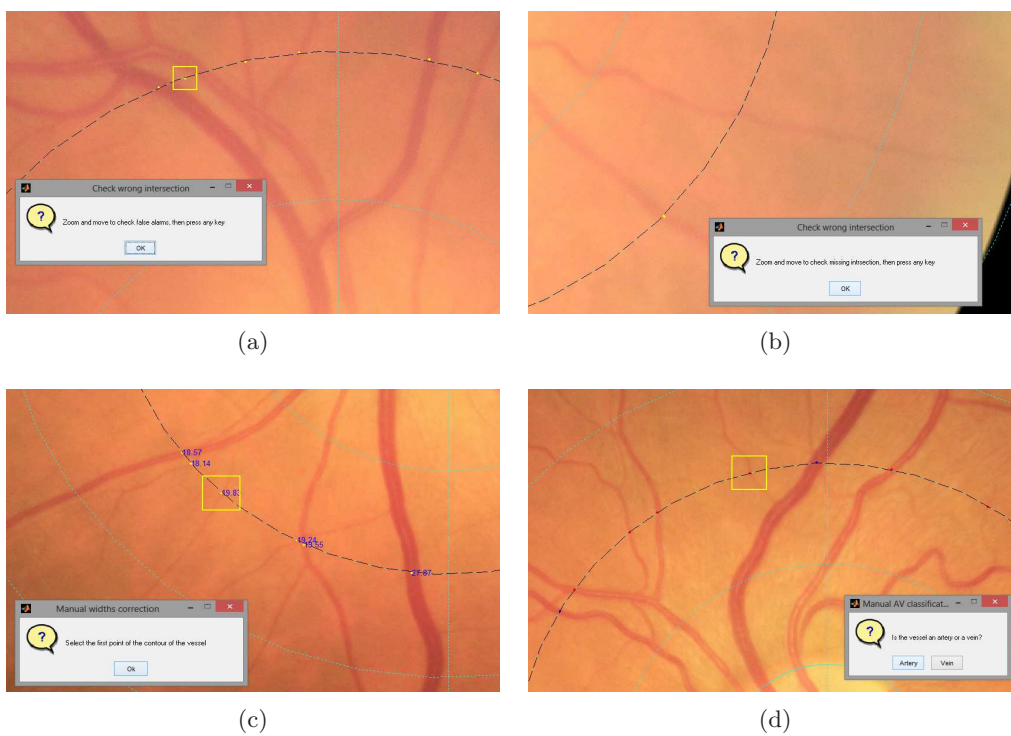 Check wrong intersection
?
Zoom and move to check false alarms, then press any key
OK
(a)
Check wrong intersection
?
Zoom and move to check missing intrsection, then press any key
OK
(b)
18.57
18.14
19.83
19.24
19.55
27.87
Manual widths correction
?
Select the first point of the contour of the vessel
Ok
(c)
Manual AV classificat...
?
Is the vessel an artery or a vein?
Artery Vein
(d)